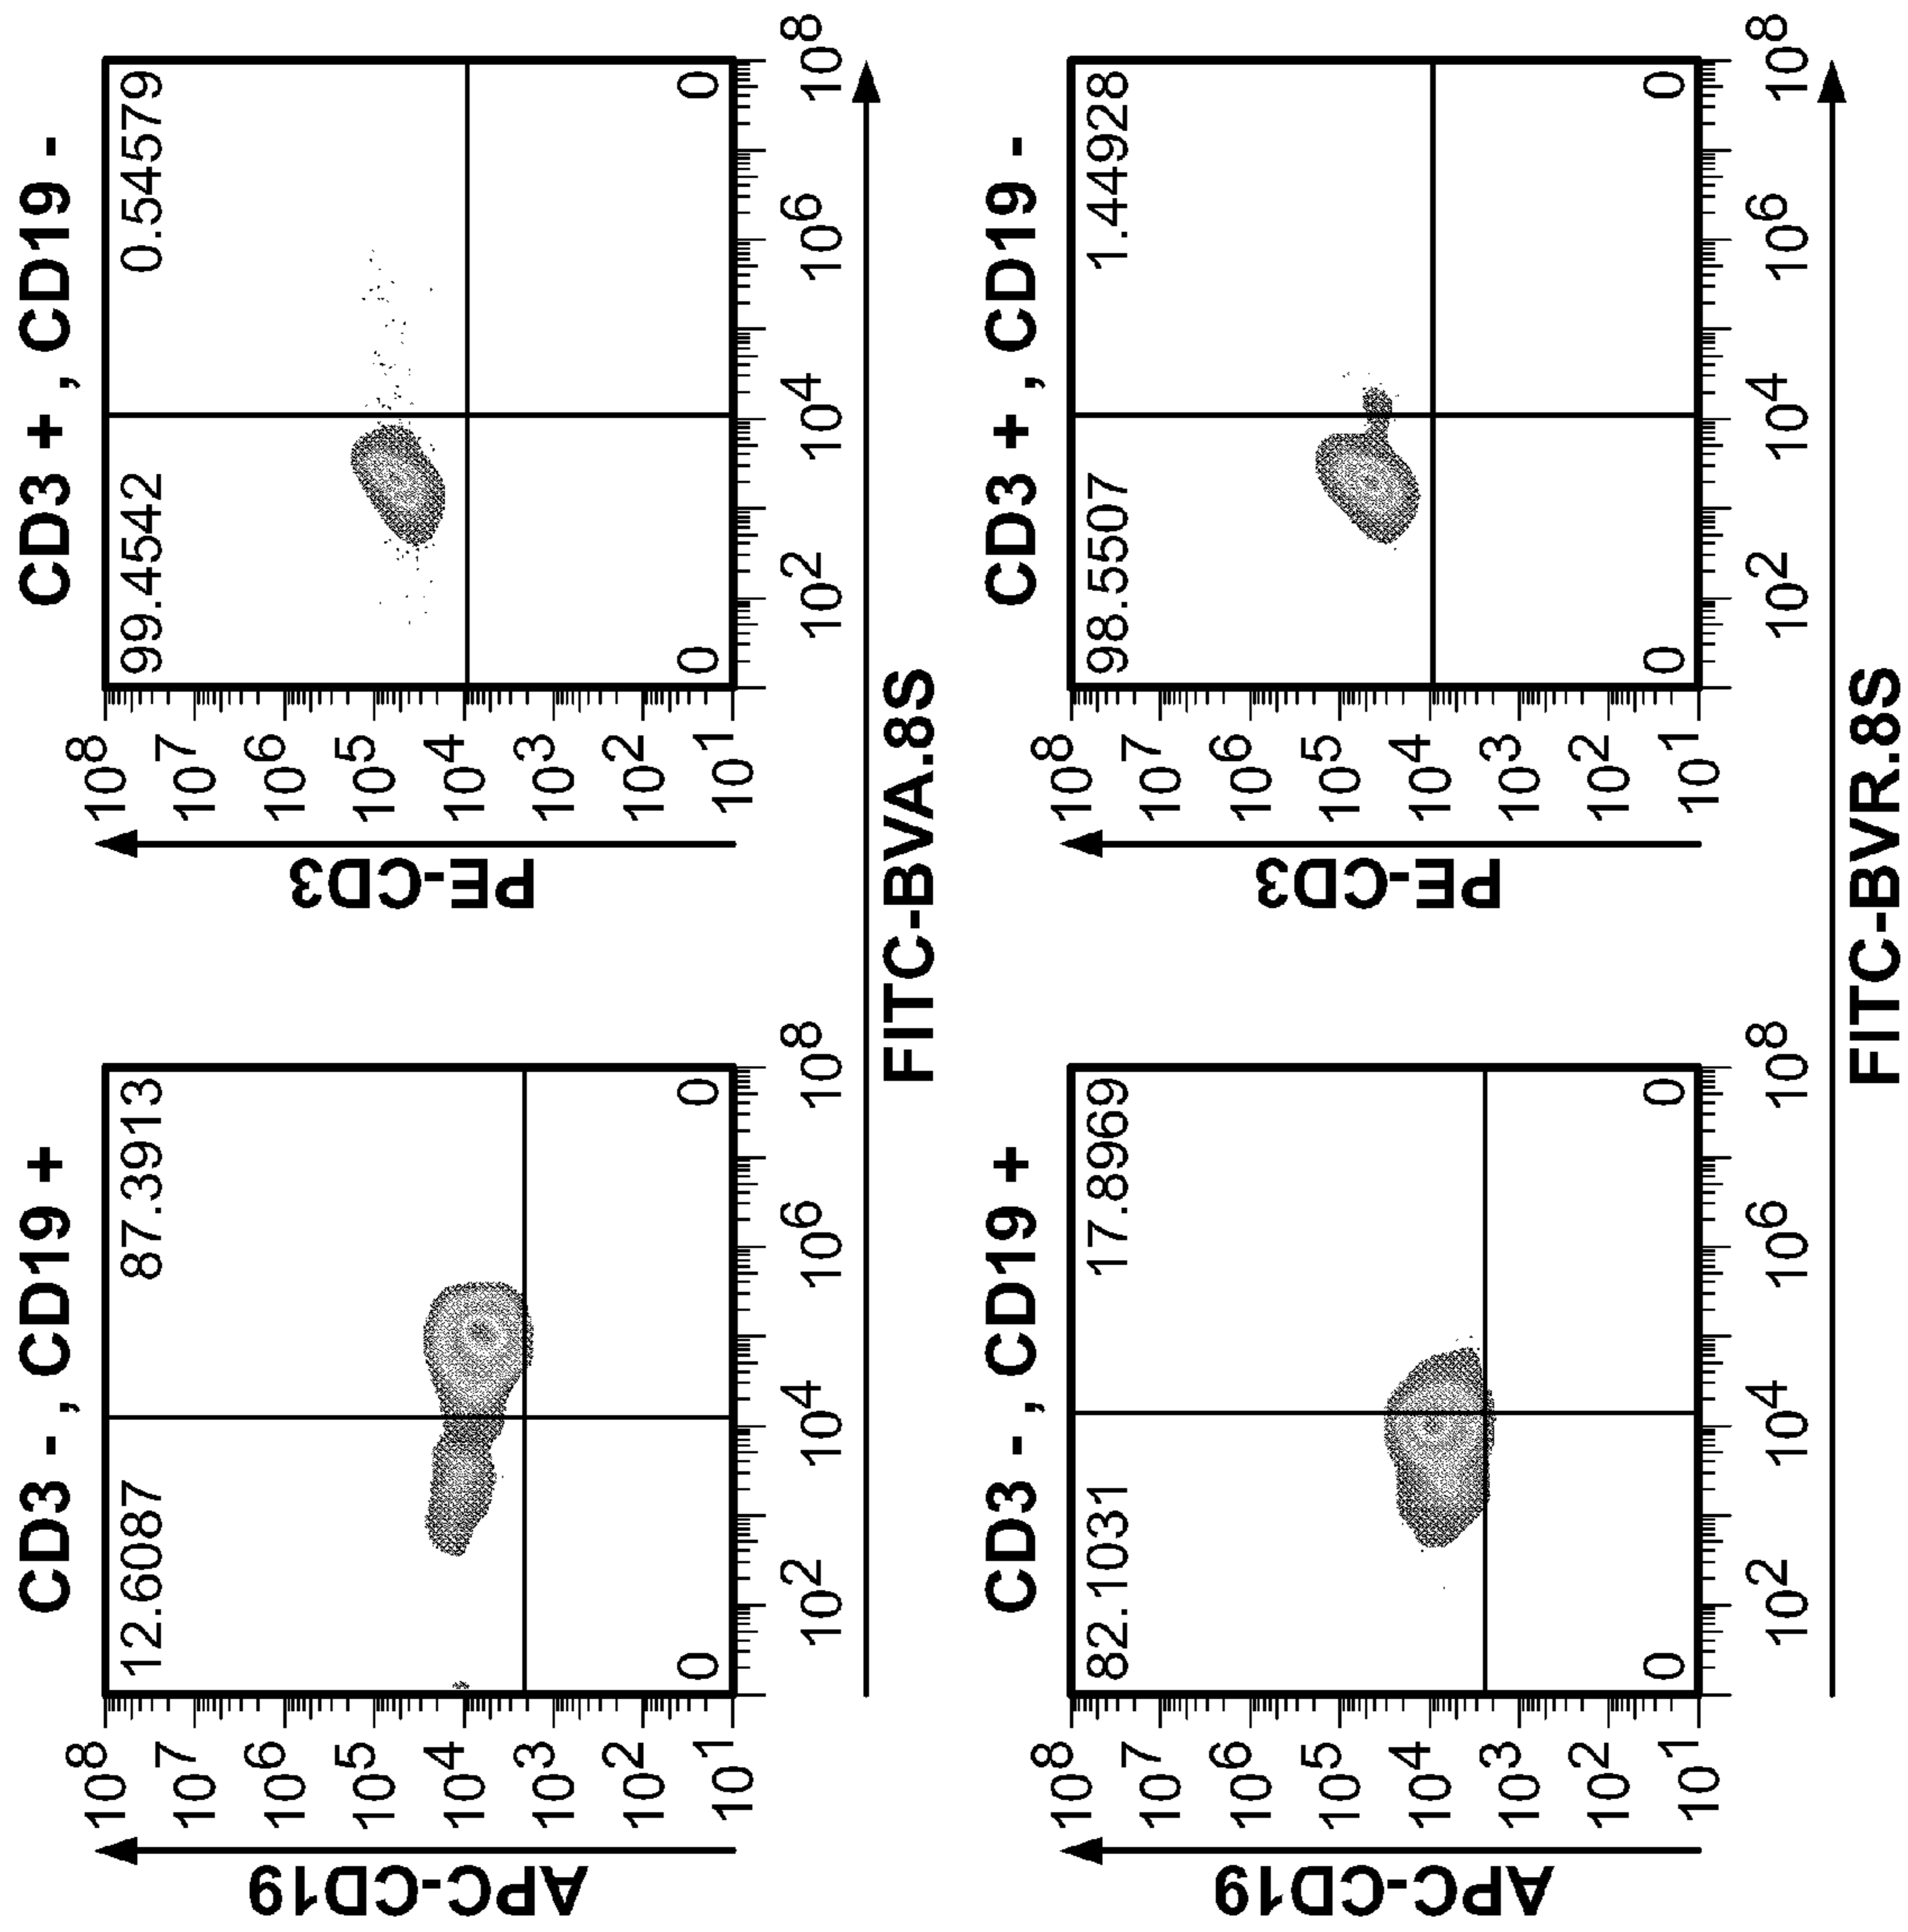 CD3 - , CD19 +
12.6087 87.3913
0 0
10^8
10^7
10^6
10^5
10^4
10^3
10^2
10^1
APC-CD19
10^2 10^4 10^6 10^8
CD3 + , CD19 -
99.4542 0.54579
0 0
10^8
10^7
10^6
10^5
10^4
10^3
10^2
10^1
PE-CD3
10^2 10^4 10^6 10^8
FITC-BVA.8S
CD3 - , CD19 +
82.1031 17.8969
0 0
10^8
10^7
10^6
10^5
10^4
10^3
10^2
10^1
APC-CD19
10^2 10^4 10^6 10^8
CD3 + , CD19 -
98.5507 1.44928
0 0
10^8
10^7
10^6
10^5
10^4
10^3
10^2
10^1
PE-CD3
10^2 10^4 10^6 10^8
FITC-BVR.8S